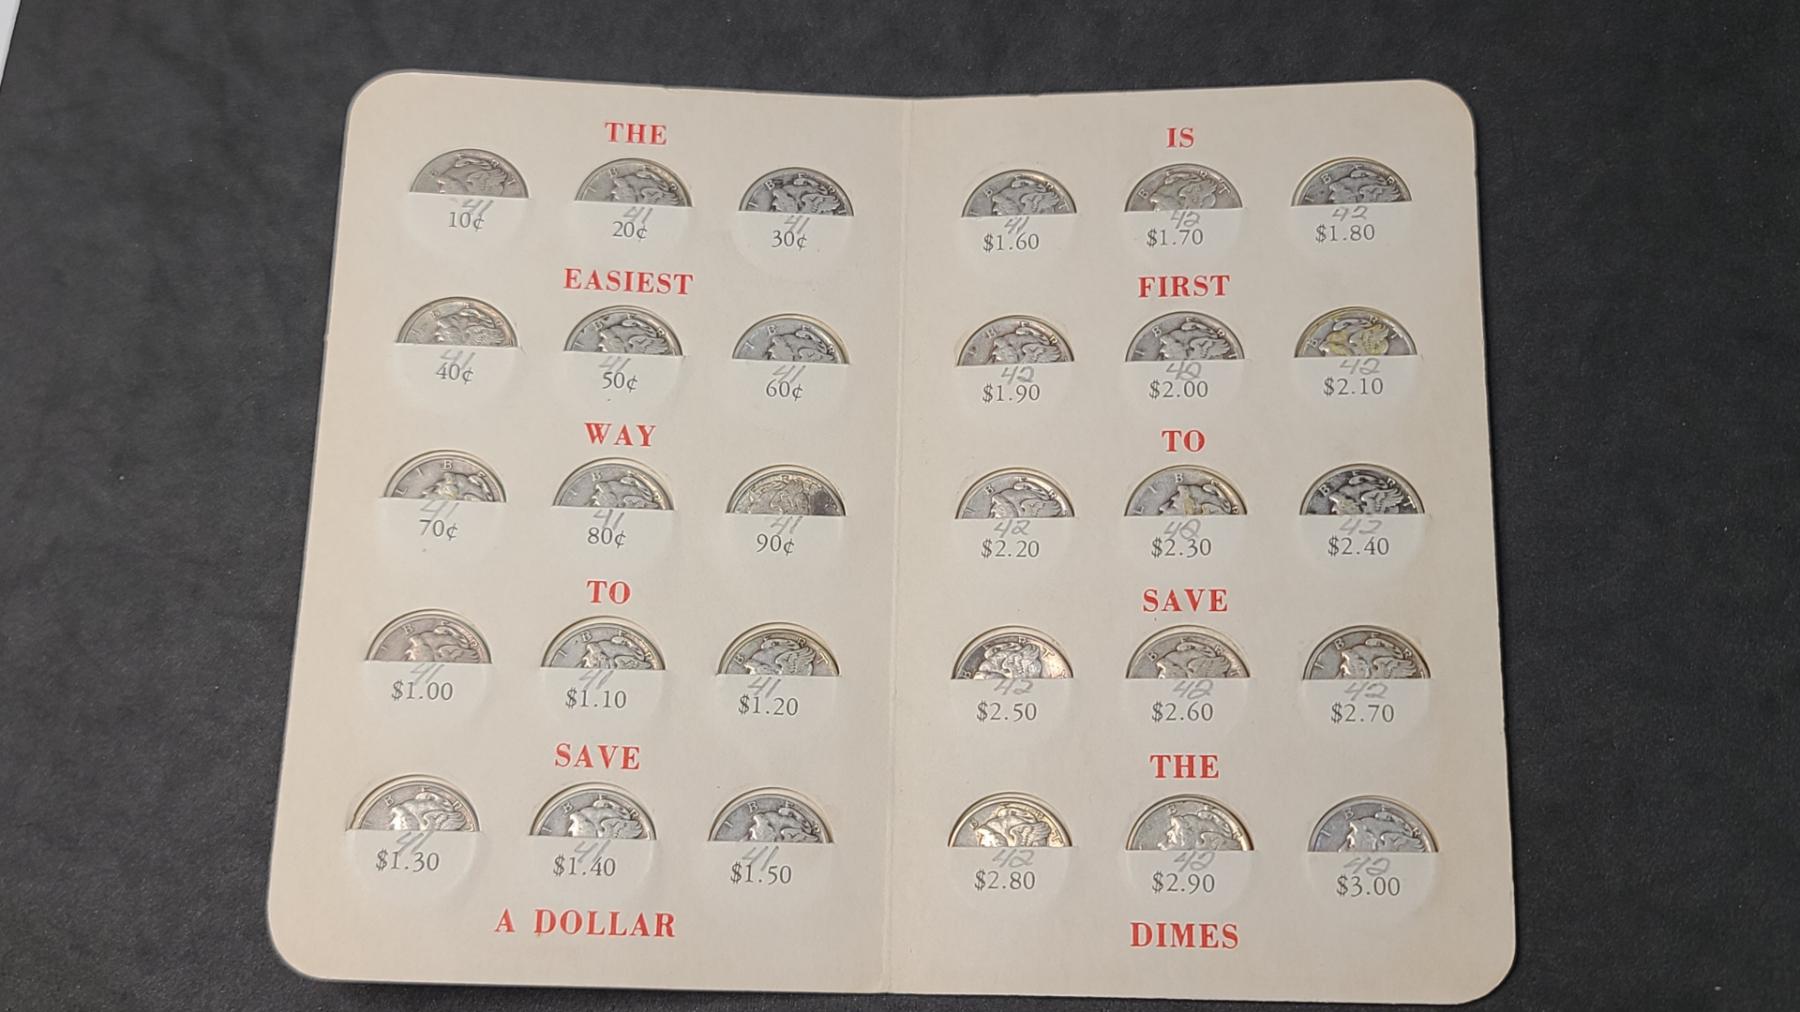 THE
41 41 41
10¢ 20¢ 30¢
EASIEST
41 41 41
40¢ 50¢ 60¢
WAY
41 41 41
70¢ 80¢ 90¢
TO
41 41 41
$1.00 $1.10 $1.20
SAVE
41 41 41
$1.30 $1.40 $1.50
A DOLLAR
IS
41 42 42
$1.60 $1.70 $1.80
FIRST
42 42 42
$1.90 $2.00 $2.10
TO
42 42 42
$2.20 $2.30 $2.40
SAVE
42 42 42
$2.50 $2.60 $2.70
THE
42 42 42
$2.80 $2.90 $3.00
DIMES